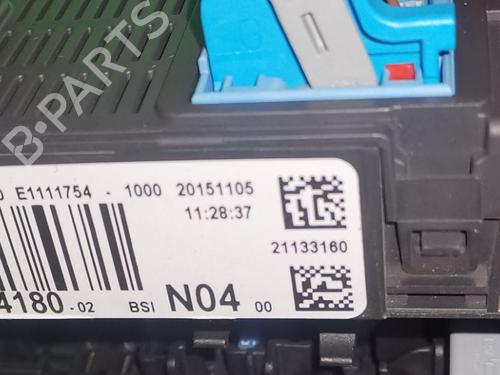 B-PARTS
E1111754 - 1000 20151105
11:28:37
21133160
4180-02 BSI N04 00